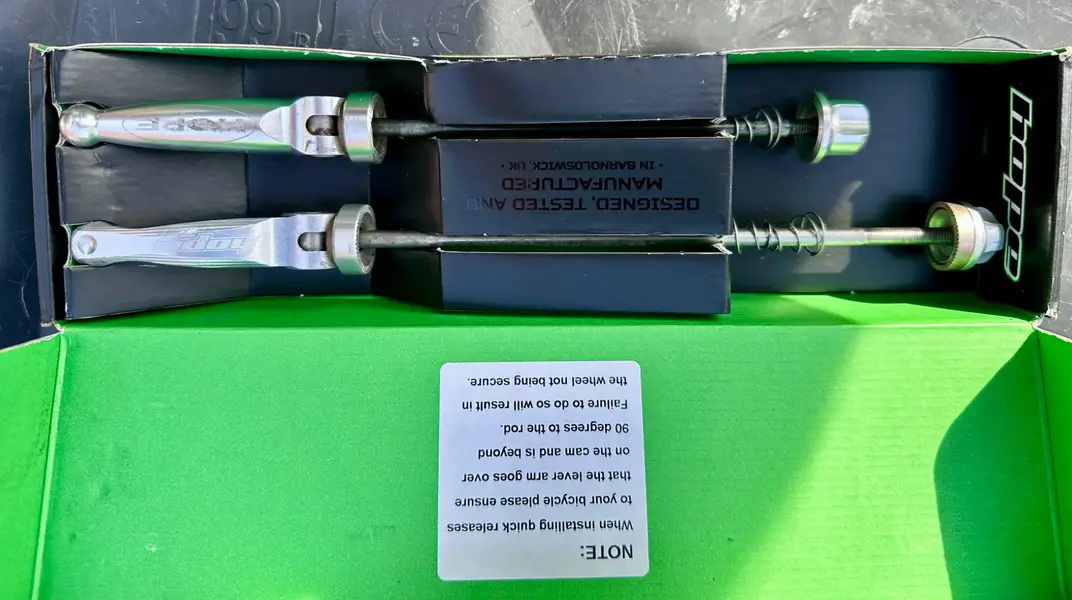 hope
hope
DESIGNED, TESTED AND
MANUFACTURED
• IN BARNOLDSWICK, UK •
NOTE:
When installing quick releases
to your bicycle please ensure
that the lever arm goes over
on the cam and is beyond
90 degrees to the rod.
Failure to do so will result in
the wheel not being secure.